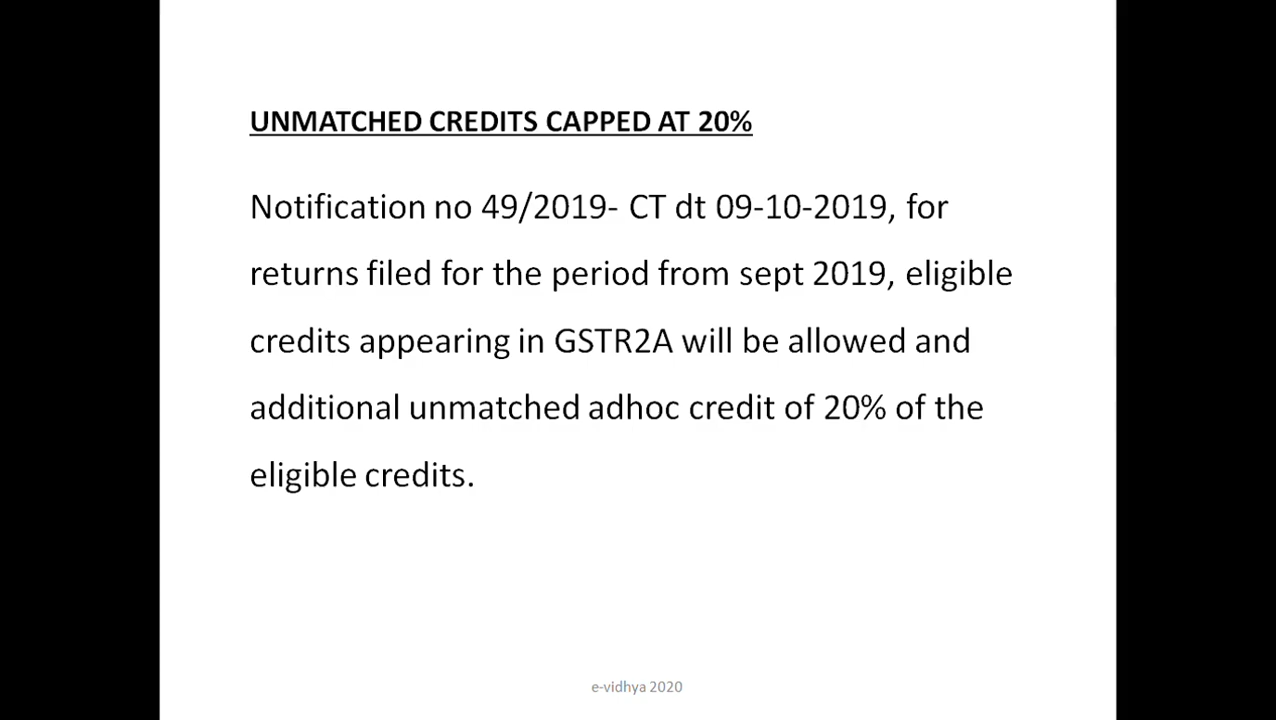 UNMATCHED CREDITS CAPPED AT 20%
Notification no 49/2019- CT dt 09-10-2019, for
returns filed for the period from sept 2019, eligible
credits appearing in GSTR2A will be allowed and
additional unmatched adhoc credit of 20% of the
eligible credits.
e-vidhya 2020